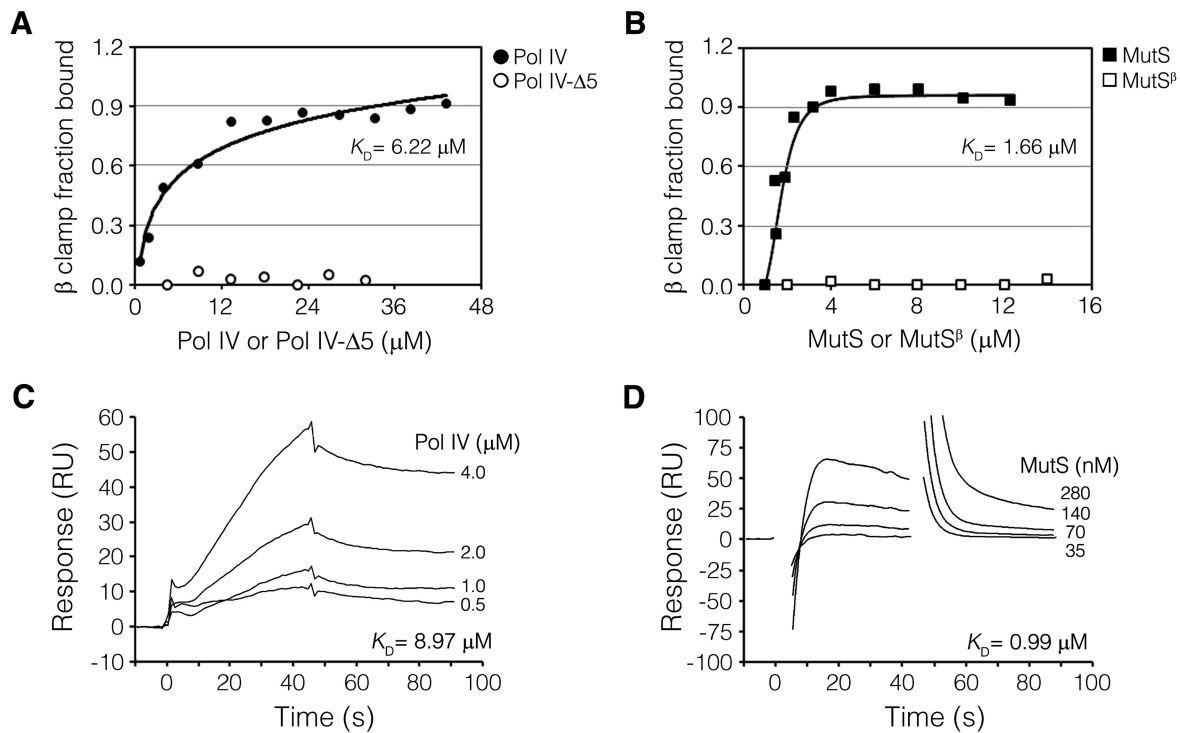 A
β clamp fraction bound
1.2
0.9
0.6
0.3
0.0
0 12 24 36 48
Pol IV or Pol IV-Δ5 (μM)
K_D= 6.22 μM
Pol IV
Pol IV-Δ5
B
β clamp fraction bound
1.2
0.9
0.6
0.3
0.0
0 4 8 12 16
MutS or MutS^β (μM)
K_D= 1.66 μM
MutS
MutS^β
C
Response (RU)
60
50
40
30
20
10
0
-10
0 20 40 60 80 100
Time (s)
Pol IV (μM)
4.0
2.0
1.0
0.5
K_D= 8.97 μM
D
Response (RU)
100
75
50
25
0
-25
-50
-75
-100
0 20 40 60 80 100
Time (s)
MutS (nM)
280
140
70
35
K_D= 0.99 μM